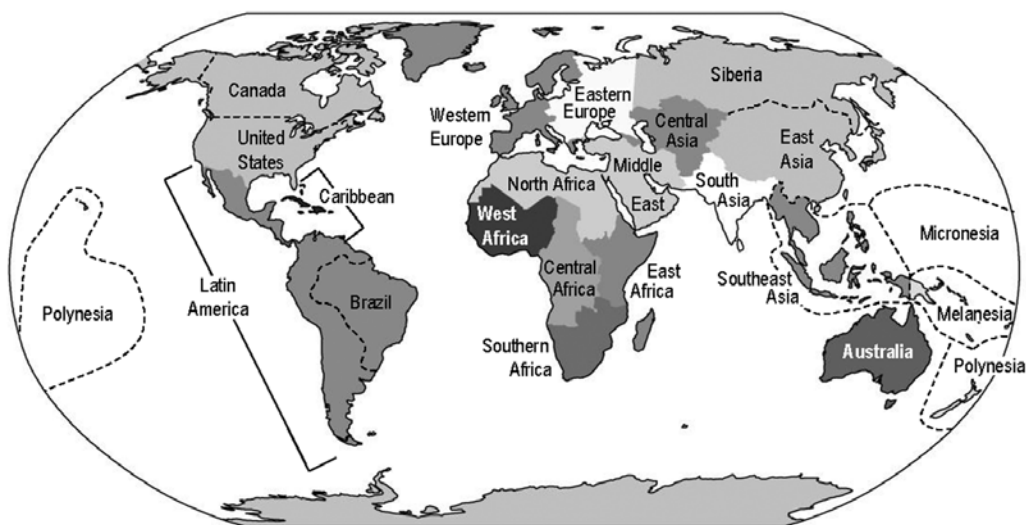 Canada
United
States
Caribbean
Latin
America
Brazil
Polynesia
Western
Europe
Eastern
Europe
Siberia
Central
Asia
East
Asia
Middle
East
South
Asia
North Africa
West
Africa
Central
Africa
East
Africa
Southern
Africa
Southeast
Asia
Micronesia
Melanesia
Australia
Polynesia